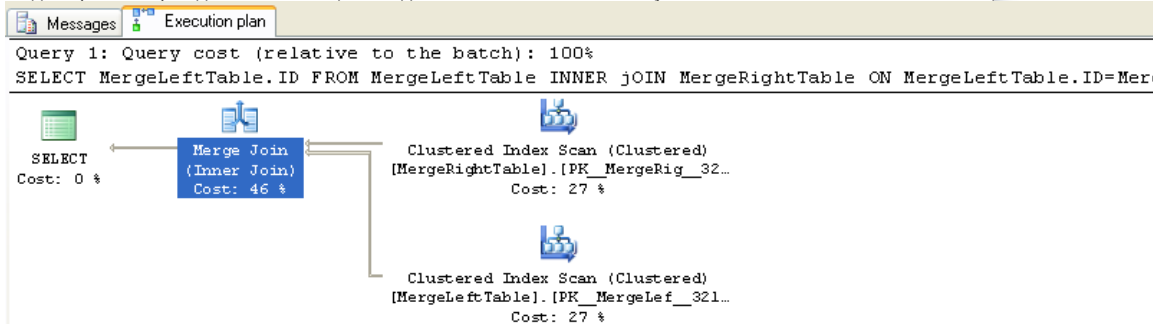 Messages
Execution plan
Query 1: Query cost (relative to the batch): 100%
SELECT MergeLeftTable.ID FROM MergeLeftTable INNER jOIN MergeRightTable ON MergeLeftTable.ID=Mer
SELECT
Cost: 0 %
Merge Join
(Inner Join)
Cost: 46 %
Clustered Index Scan (Clustered)
[MergeRightTable].[PK__MergeRig__32…
Cost: 27 %
Clustered Index Scan (Clustered)
[MergeLeftTable].[PK__MergeLef__321…
Cost: 27 %